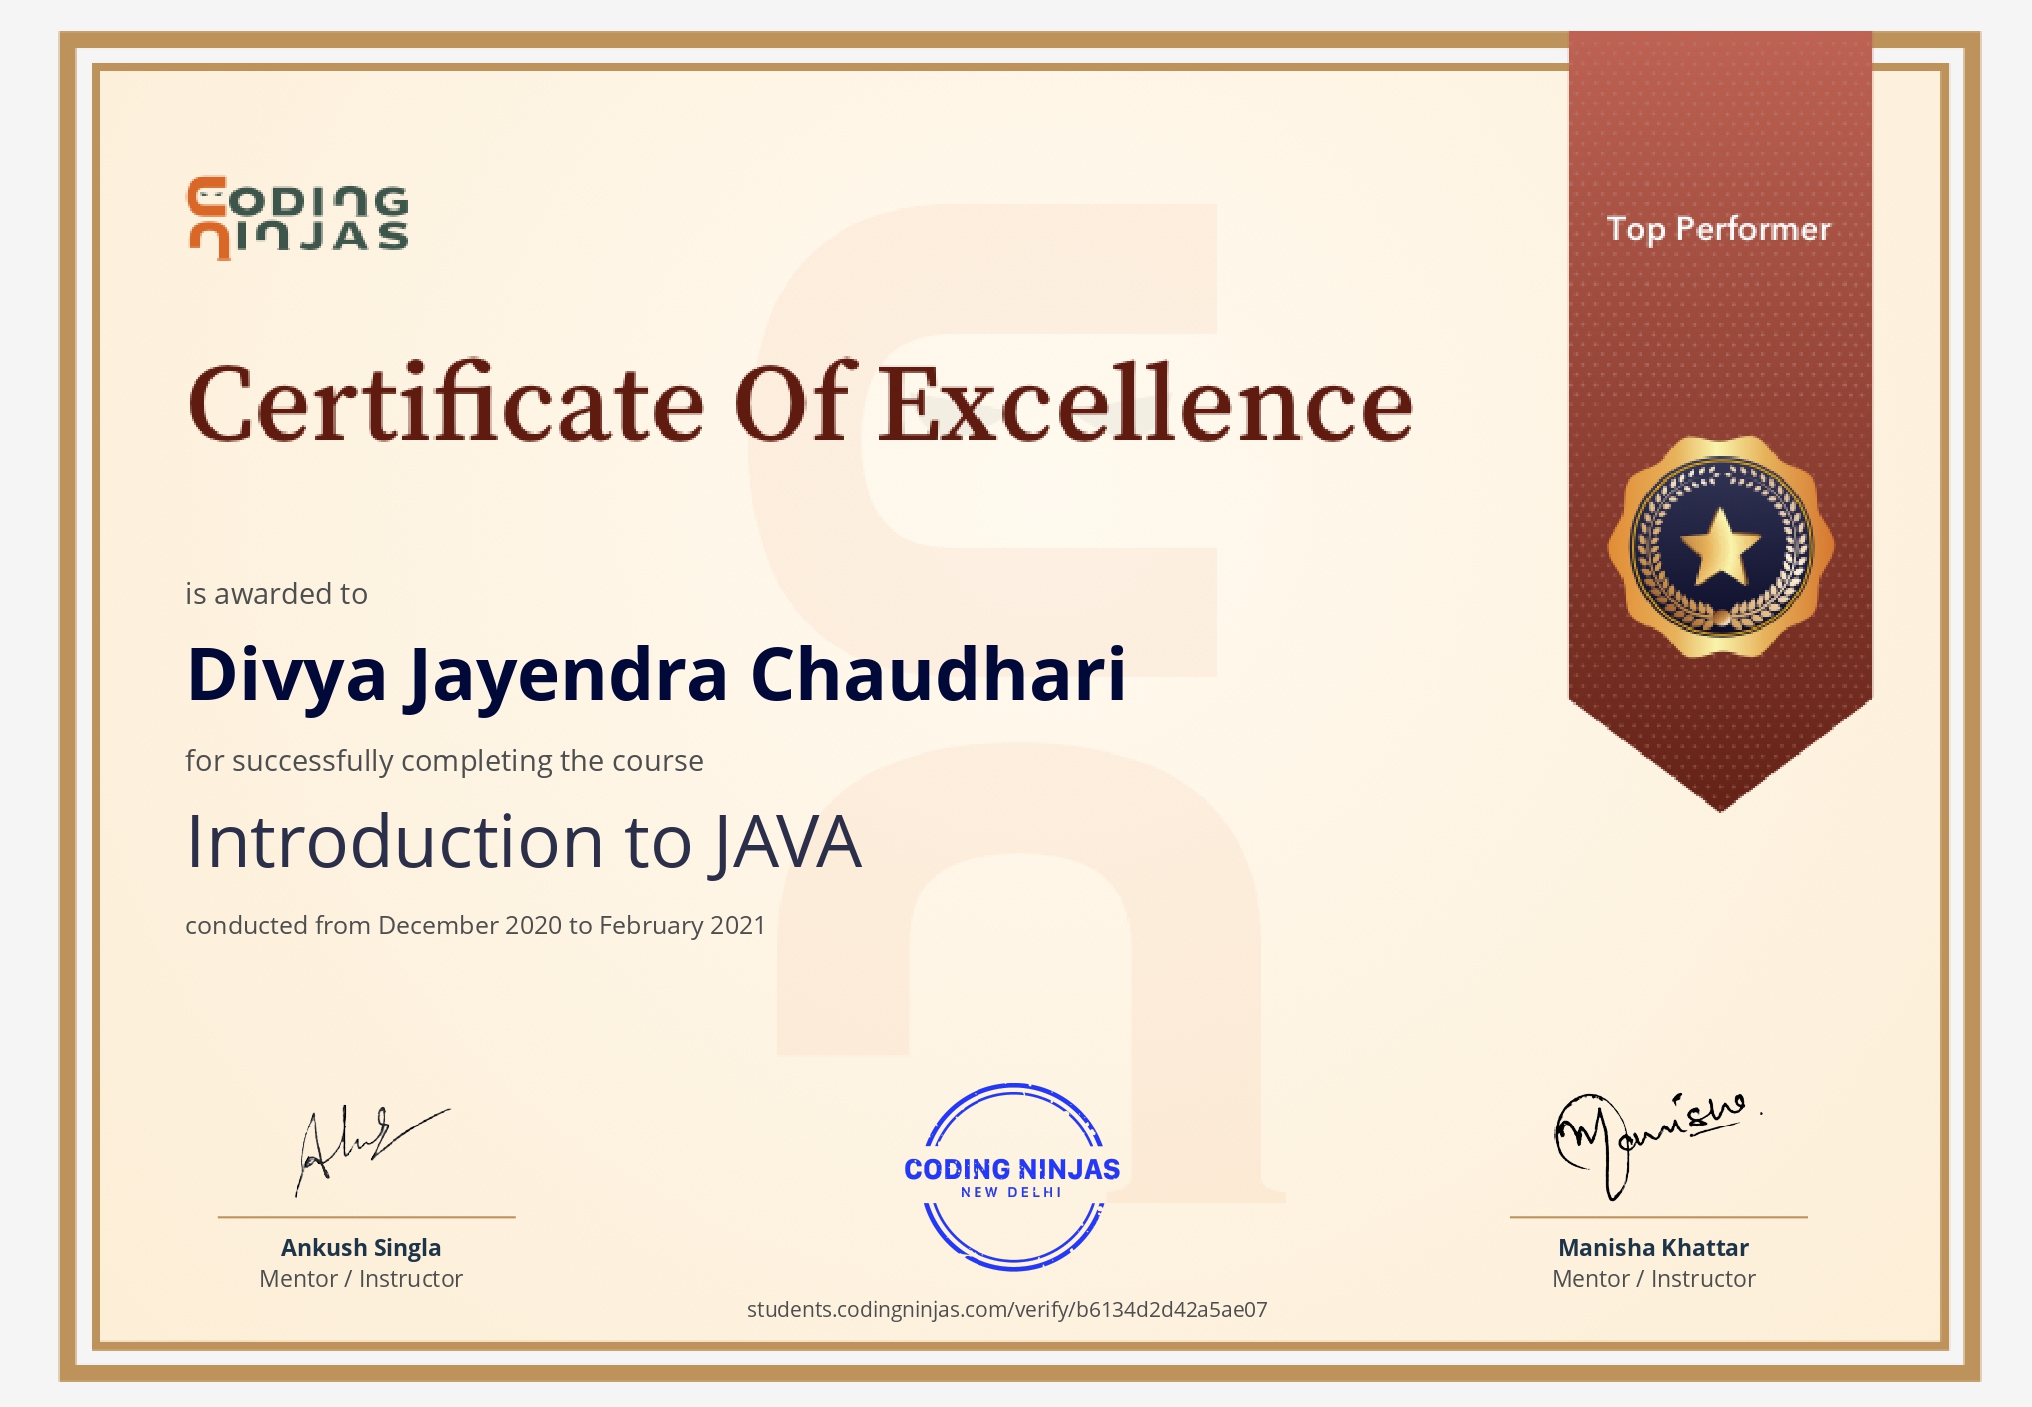 CODING
NINJAS
Top Performer
Certificate Of Excellence
is awarded to
Divya Jayendra Chaudhari
for successfully completing the course
Introduction to JAVA
conducted from December 2020 to February 2021
Manisha
CODING NINJAS
NEW DELHI
Ankush Singla
Mentor / Instructor
Manisha Khattar
Mentor / Instructor
students.codingninjas.com/verify/b6134d2d42a5ae07